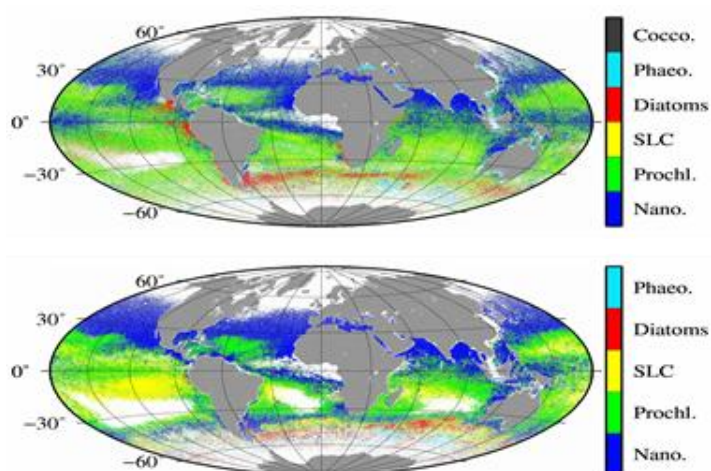 60°
30°
0°
−30°
−60
Cocco.
Phaeo.
Diatoms
SLC
Prochl.
Nano.
60°
30°
0°
−30°
−60
Phaeo.
Diatoms
SLC
Prochl.
Nano.